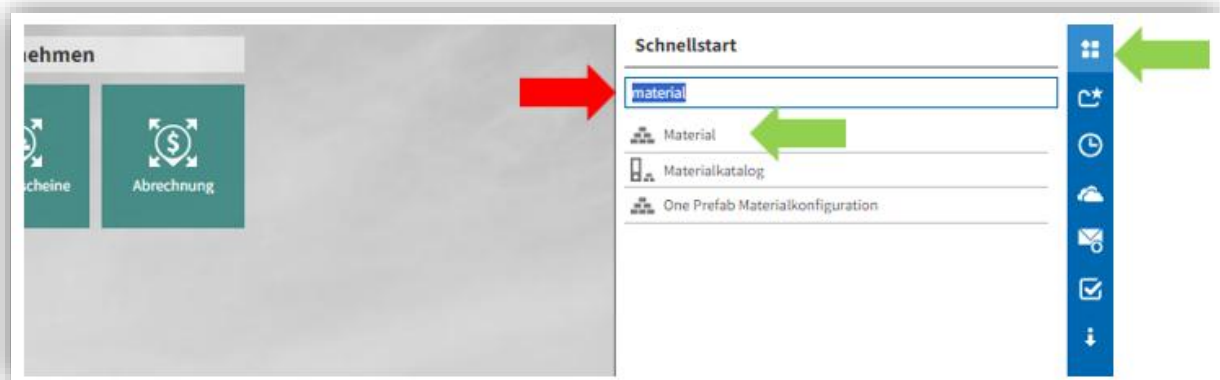 Schnellstart
material
Material
Materialkatalog
One Prefab Materialkonfiguration
ehmen
scheine
Abrechnung